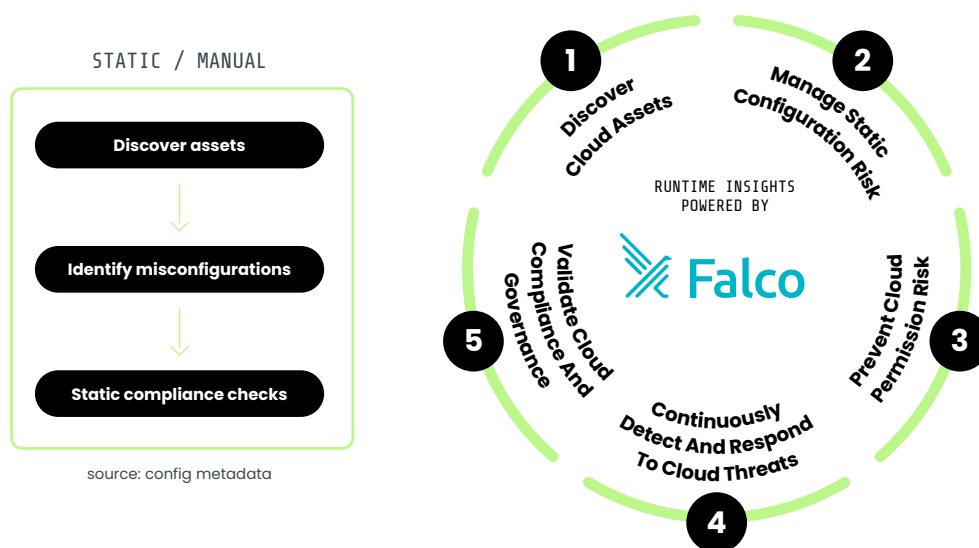 STATIC / MANUAL
Discover assets
Identify misconfigurations
Static compliance checks
source: config metadata
1
Discover
Cloud Assets
2
Manage Static
Configuration Risk
RUNTIME INSIGHTS
POWERED BY
Falco
3
Prevent Cloud
Permission Risk
4
Continuously
Detect And Respond
To Cloud Threats
5
Validate Cloud
Compliance And
Governance